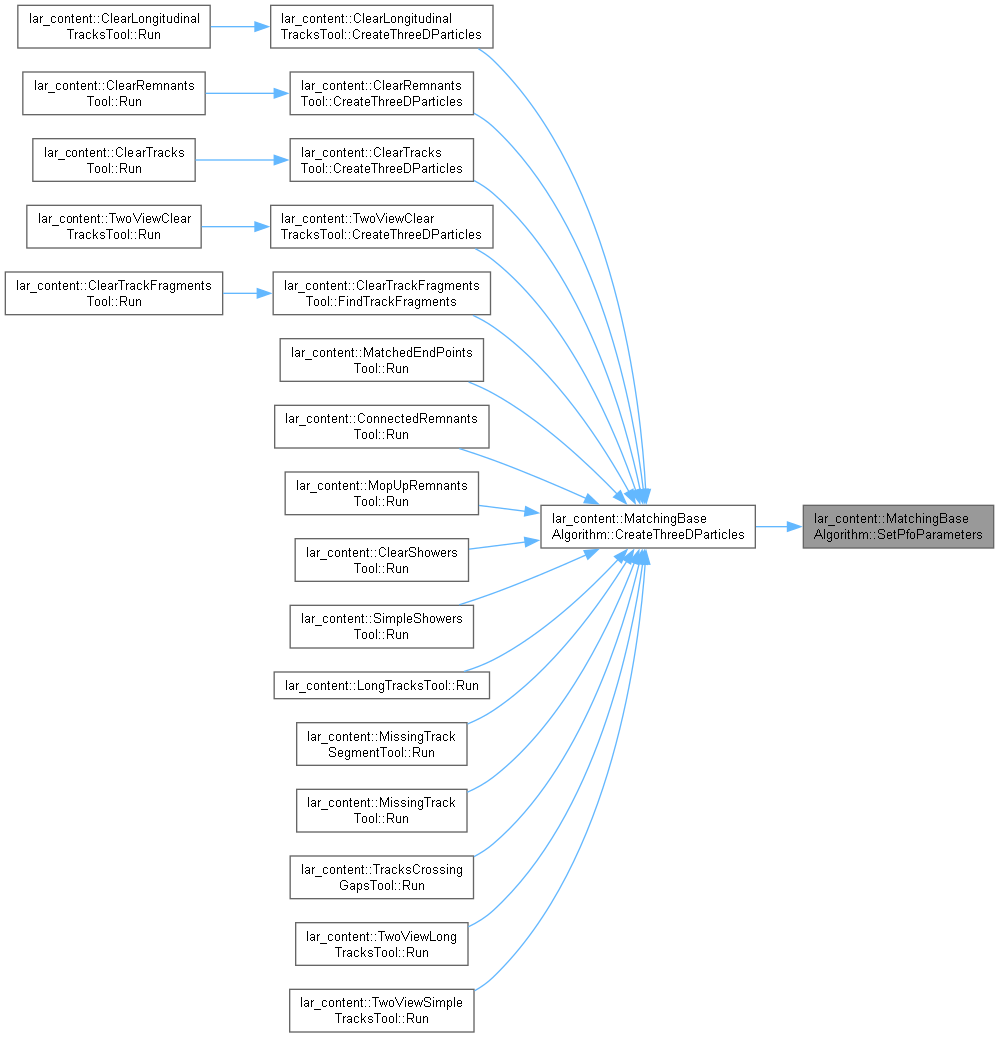 lar_content::ClearLongitudinal
TracksTool::Run
lar_content::ClearLongitudinal
TracksTool::CreateThreeDParticles
lar_content::ClearRemnants
Tool::Run
lar_content::ClearRemnants
Tool::CreateThreeDParticles
lar_content::ClearTracks
Tool::Run
lar_content::ClearTracks
Tool::CreateThreeDParticles
lar_content::TwoViewClear
TracksTool::Run
lar_content::TwoViewClear
TracksTool::CreateThreeDParticles
lar_content::ClearTrackFragments
Tool::Run
lar_content::ClearTrackFragments
Tool::FindTrackFragments
lar_content::MatchedEndPoints
Tool::Run
lar_content::ConnectedRemnants
Tool::Run
lar_content::MopUpRemnants
Tool::Run
lar_content::ClearShowers
Tool::Run
lar_content::SimpleShowers
Tool::Run
lar_content::LongTracksTool::Run
lar_content::MissingTrack
SegmentTool::Run
lar_content::MissingTrack
Tool::Run
lar_content::TracksCrossing
GapsTool::Run
lar_content::TwoViewLong
TracksTool::Run
lar_content::TwoViewSimple
TracksTool::Run
lar_content::MatchingBase
Algorithm::CreateThreeDParticles
lar_content::MatchingBase
Algorithm::SetPfoParameters